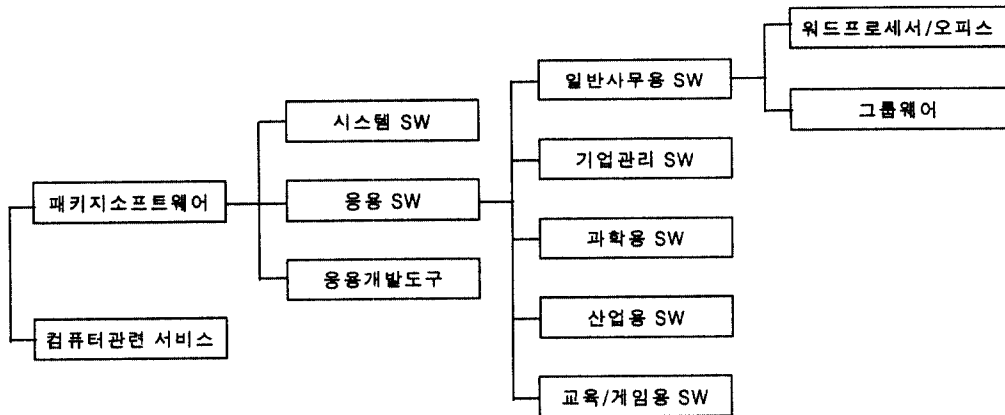 워드프로세서/오피스
일반사무용 SW
그룹웨어
시스템 SW
기업관리 SW
패키지소프트웨어
응용 SW
과학용 SW
응용개발도구
산업용 SW
컴퓨터관련 서비스
교육/게임용 SW